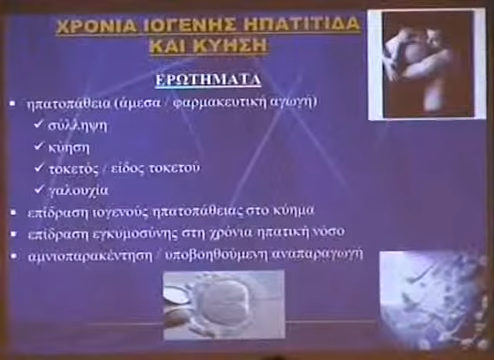 ΧΡΟΝΙΑ ΙΟΓΕΝΗΣ ΗΠΑΤΙΤΙΔΑ
ΚΑΙ ΚΥΗΣΗ
ΕΡΩΤΗΜΑΤΑ
▪ ηπατοπάθεια (άμεσα / φαρμακευτική αγωγή)
✓ σύλληψη
✓ κύηση
✓ τοκετός / είδος τοκετού
✓ γαλουχία
▪ επίδραση ιογενούς ηπατοπάθειας στο κύημα
▪ επίδραση εγκυμοσύνης στη χρόνια ηπατική νόσο
▪ αμνιοπαρακέντηση / υποβοηθούμενη αναπαραγωγή